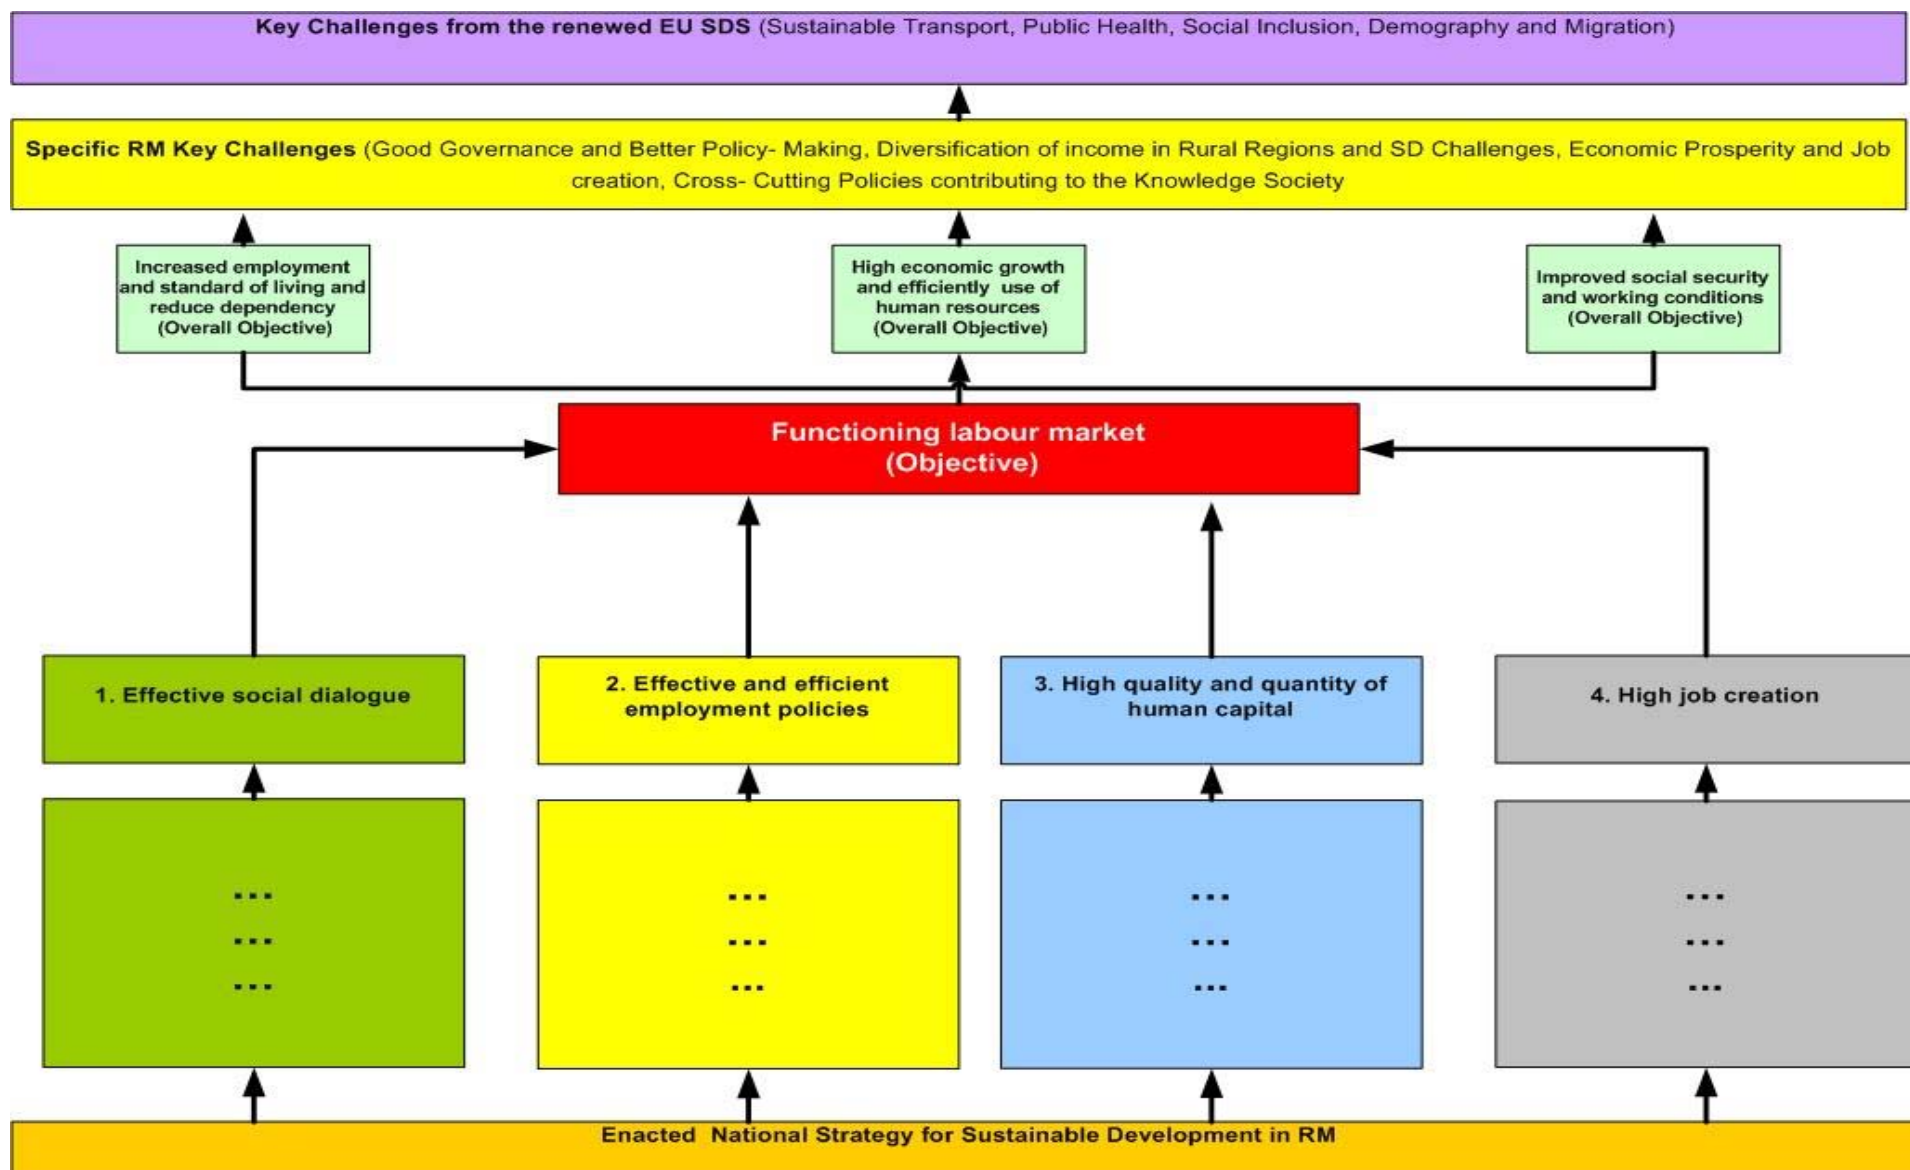 Key Challenges from the renewed EU SDS (Sustainable Transport, Public Health, Social Inclusion, Demography and Migration)
Specific RM Key Challenges (Good Governance and Better Policy- Making, Diversification of income in Rural Regions and SD Challenges, Economic Prosperity and Job
creation, Cross- Cutting Policies contributing to the Knowledge Society
Increased employment
and standard of living and
reduce dependency
(Overall Objective)
High economic growth
and efficiently use of
human resources
(Overall Objective)
Improved social security
and working conditions
(Overall Objective)
Functioning labour market
(Objective)
1. Effective social dialogue
2. Effective and efficient
employment policies
3. High quality and quantity of
human capital
4. High job creation
...
...
...
...
...
...
...
...
...
...
...
...
Enacted National Strategy for Sustainable Development in RM